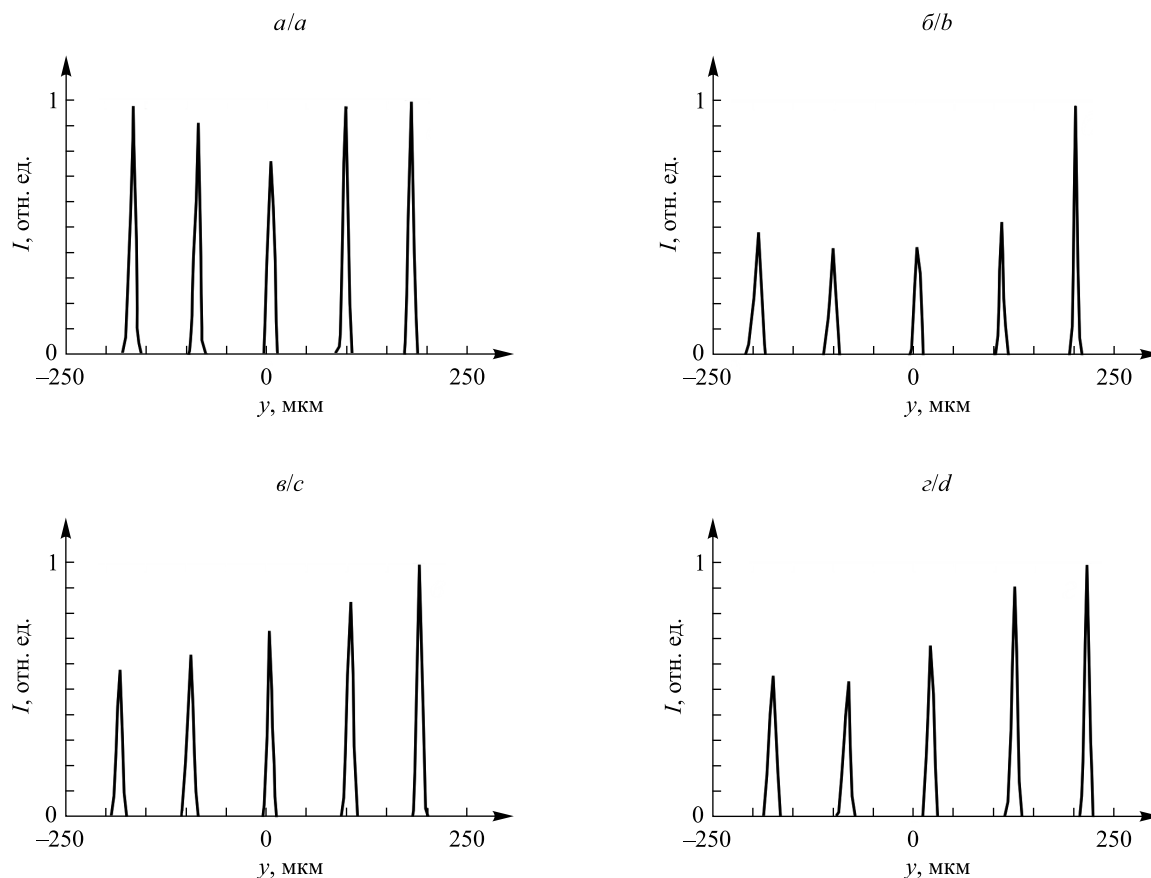 а/a
1
I, отн. ед.
0
–250
0
250
y, мкм
б/b
1
I, отн. ед.
0
–250
0
250
y, мкм
в/c
1
I, отн. ед.
0
–250
0
250
y, мкм
г/d
1
I, отн. ед.
0
–250
0
250
y, мкм